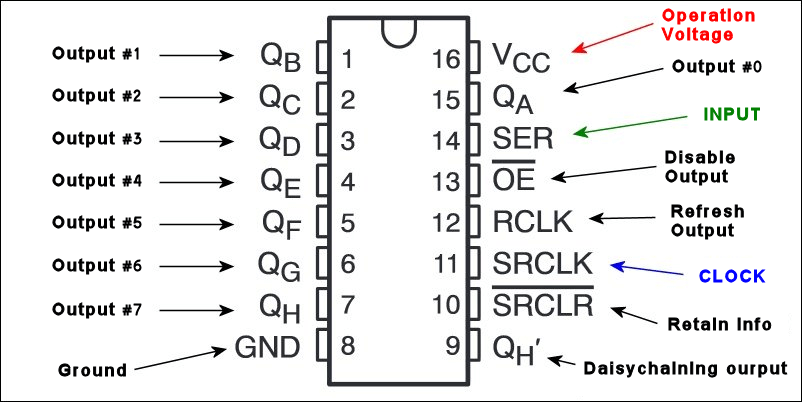 Output #1 QB 1 16 VCC Operation Voltage
Output #2 QC 2 15 QA Output #0
Output #3 QD 3 14 SER INPUT
Output #4 QE 4 13 OE Disable Output
Output #5 QF 5 12 RCLK Refresh Output
Output #6 QG 6 11 SRCLK CLOCK
Output #7 QH 7 10 SRCLR Retain Info
Ground GND 8 9 QH′ Daisychaining ourput